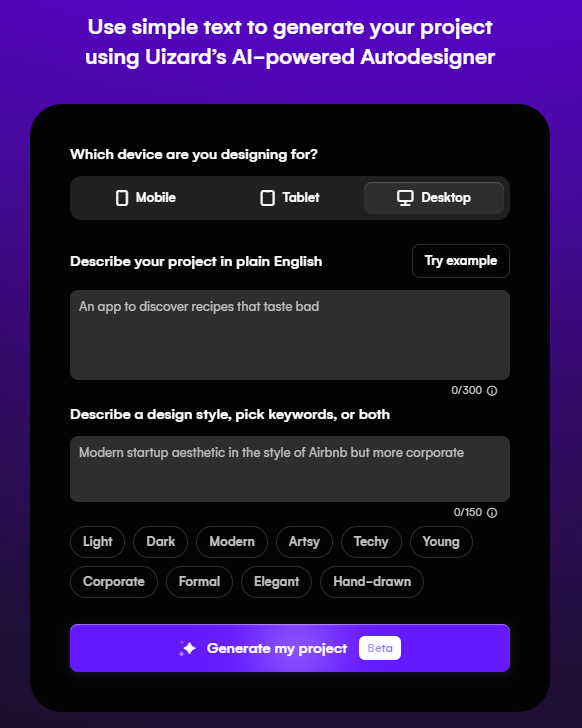 Use simple text to generate your project
using Uizard’s AI-powered Autodesigner
Which device are you designing for?
Mobile Tablet Desktop
Describe your project in plain English Try example
An app to discover recipes that taste bad
0/300
Describe a design style, pick keywords, or both
Modern startup aesthetic in the style of Airbnb but more corporate
0/150
Light Dark Modern Artsy Techy Young
Corporate Formal Elegant Hand-drawn
Generate my project Beta